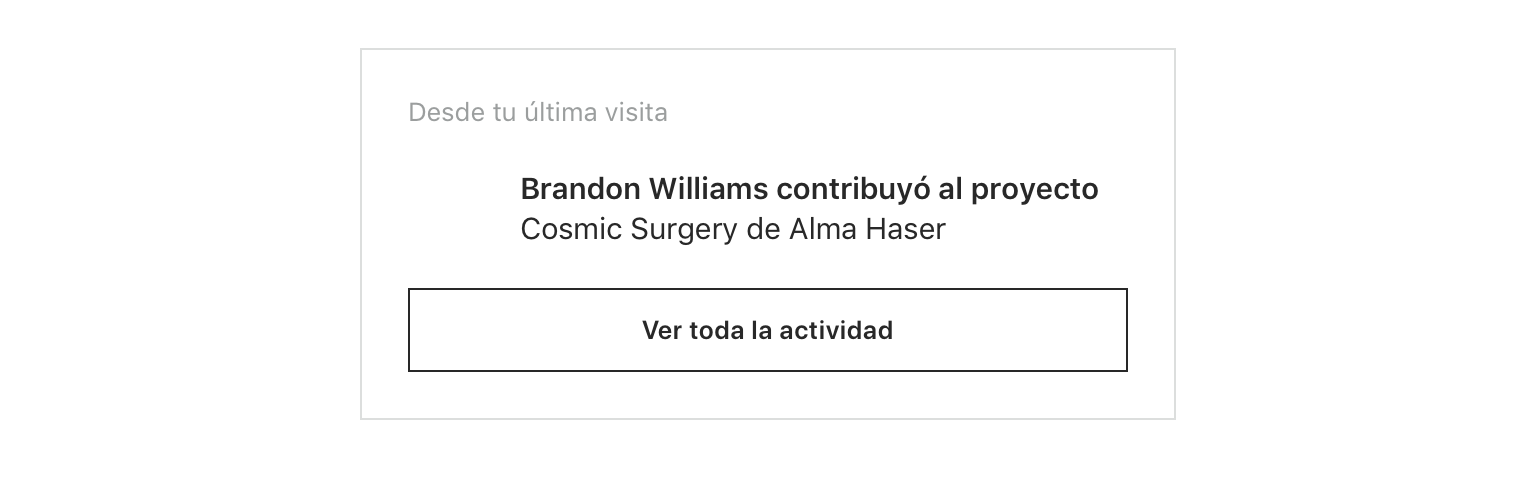 Desde tu última visita
Brandon Williams contribuyó al proyecto
Cosmic Surgery de Alma Haser
Ver toda la actividad